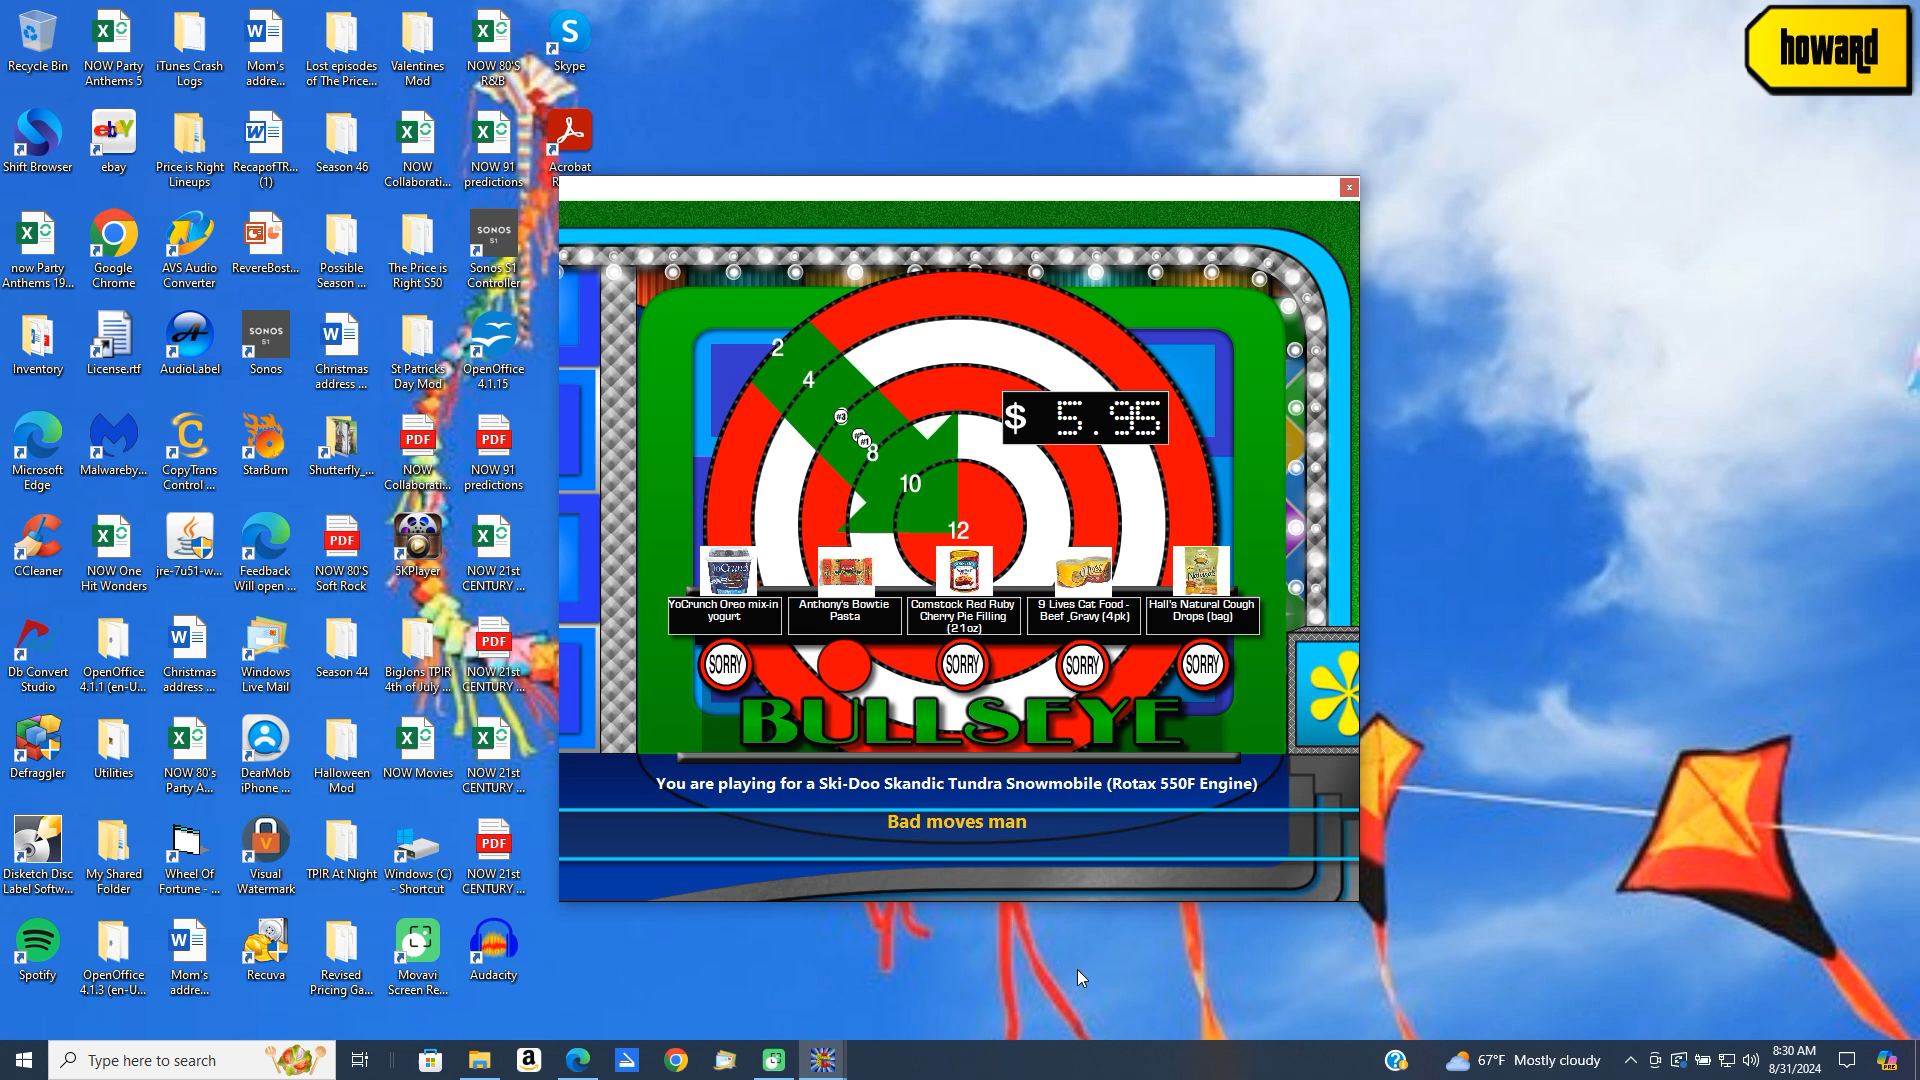 Recycle Bin
NOW Party
Anthems 5
iTunes Crash
Logs
Mom's
addre...
Lost episodes
of The Price...
Valentines
Mod
NOW 80'S
R&B
Skype
howard
Shift Browser
ebay
Price is Right
Lineups
RecapofTR...
(1)
Season 46
NOW
Collaborati...
NOW 91
predictions
Acrobat
now Party
Anthems 19...
Google
Chrome
AVS Audio
Converter
RevereBost...
Possible
Season ...
The Price is
Right S50
SONOS
S1
Sonos S1
Controller
Inventory
License.rtf
AudioLabel
SONOS
S1
Sonos
Christmas
address ...
St Patricks
Day Mod
OpenOffice
4.1.15
Microsoft
Edge
Malwareby...
CopyTrans
Control ...
StarBurn
Shutterfly_...
PDF
NOW
Collaborati...
PDF
NOW 91
predictions
CCleaner
NOW One
Hit Wonders
jre-7u51-w...
Feedback
Will open ...
PDF
NOW 80'S
Soft Rock
5KPlayer
NOW 21st
CENTURY ...
Db Convert
Studio
OpenOffice
4.1.1 (en-U...
Christmas
address ...
Windows
Live Mail
Season 44
BigJons TPIR
4th of July ...
PDF
NOW 21st
CENTURY ...
Defraggler
Utilities
NOW 80's
Party A...
DearMob
iPhone ...
Halloween
Mod
NOW Movies
NOW 21st
CENTURY ...
Disketch Disc
Label Softw...
My Shared
Folder
Wheel Of
Fortune - ...
Visual
Watermark
TPIR At Night
Windows (C)
- Shortcut
PDF
NOW 21st
CENTURY ...
Spotify
OpenOffice
4.1.3 (en-U...
Mom's
addre...
Recuva
Revised
Pricing Ga...
Movavi
Screen Re...
Audacity
2
4
#3
#1
8
10
12
$ 5.95
YoCrunch Oreo mix-in
yogurt
Anthony's Bowtie
Pasta
Comstock Red Ruby
Cherry Pie Filling
(21oz)
9 Lives Cat Food -
Beef_Gravy (4pk)
Hall's Natural Cough
Drops (bag)
SORRY
SORRY
SORRY
SORRY
BULLSEYE
You are playing for a Ski-Doo Skandic Tundra Snowmobile (Rotax 550F Engine)
Bad moves man
Type here to search
67°F Mostly cloudy
8:30 AM
8/31/2024